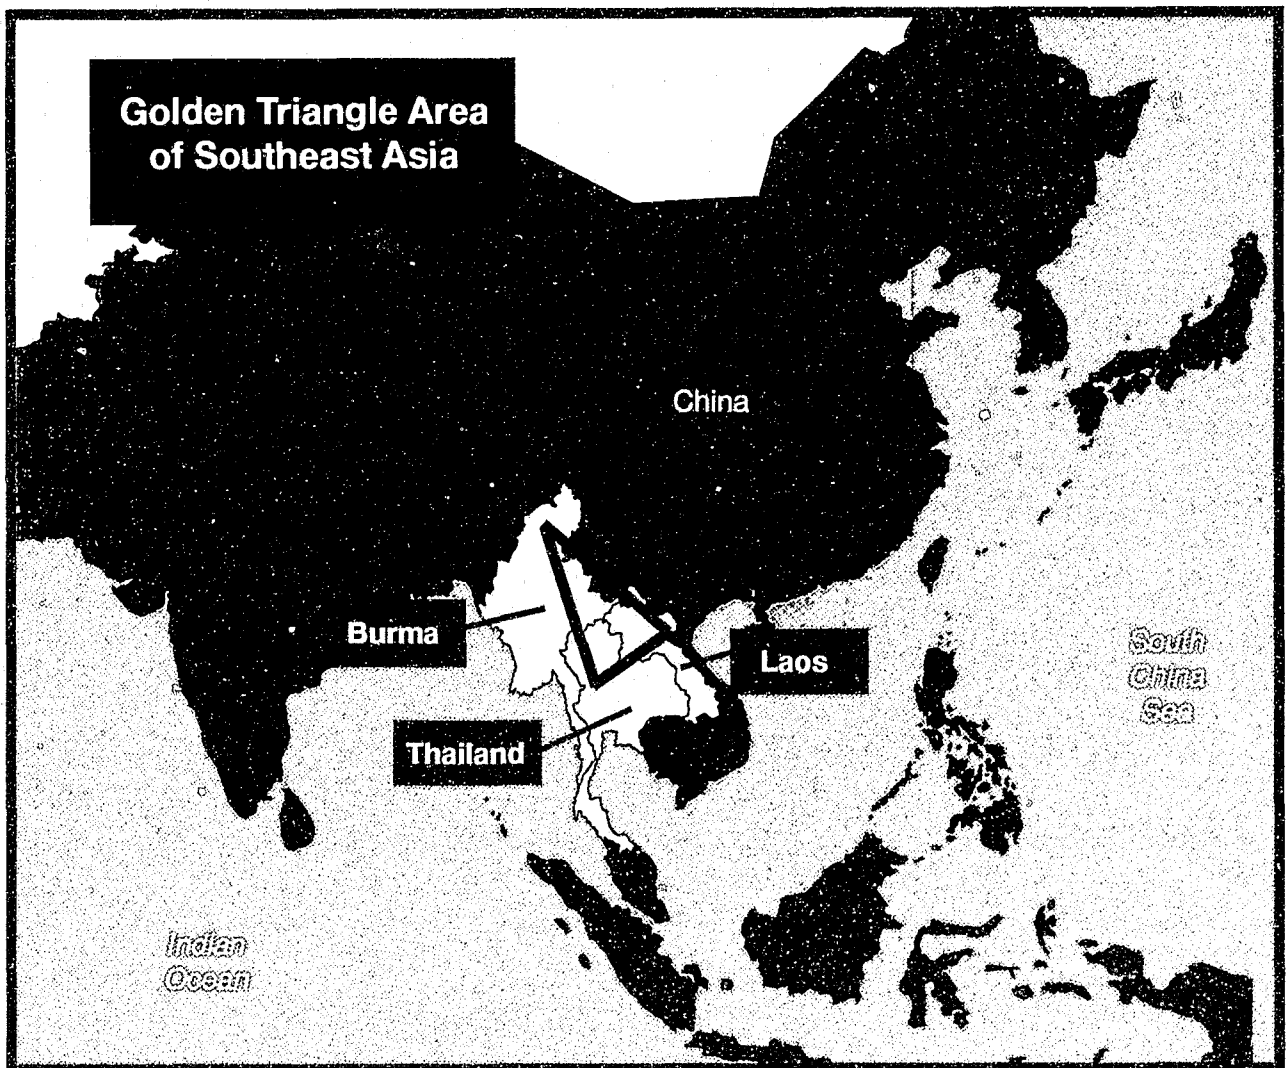 Golden Triangle Area
of Southeast Asia
China
Burma
Laos
Thailand
South
China
Sea
Indian
Ocean